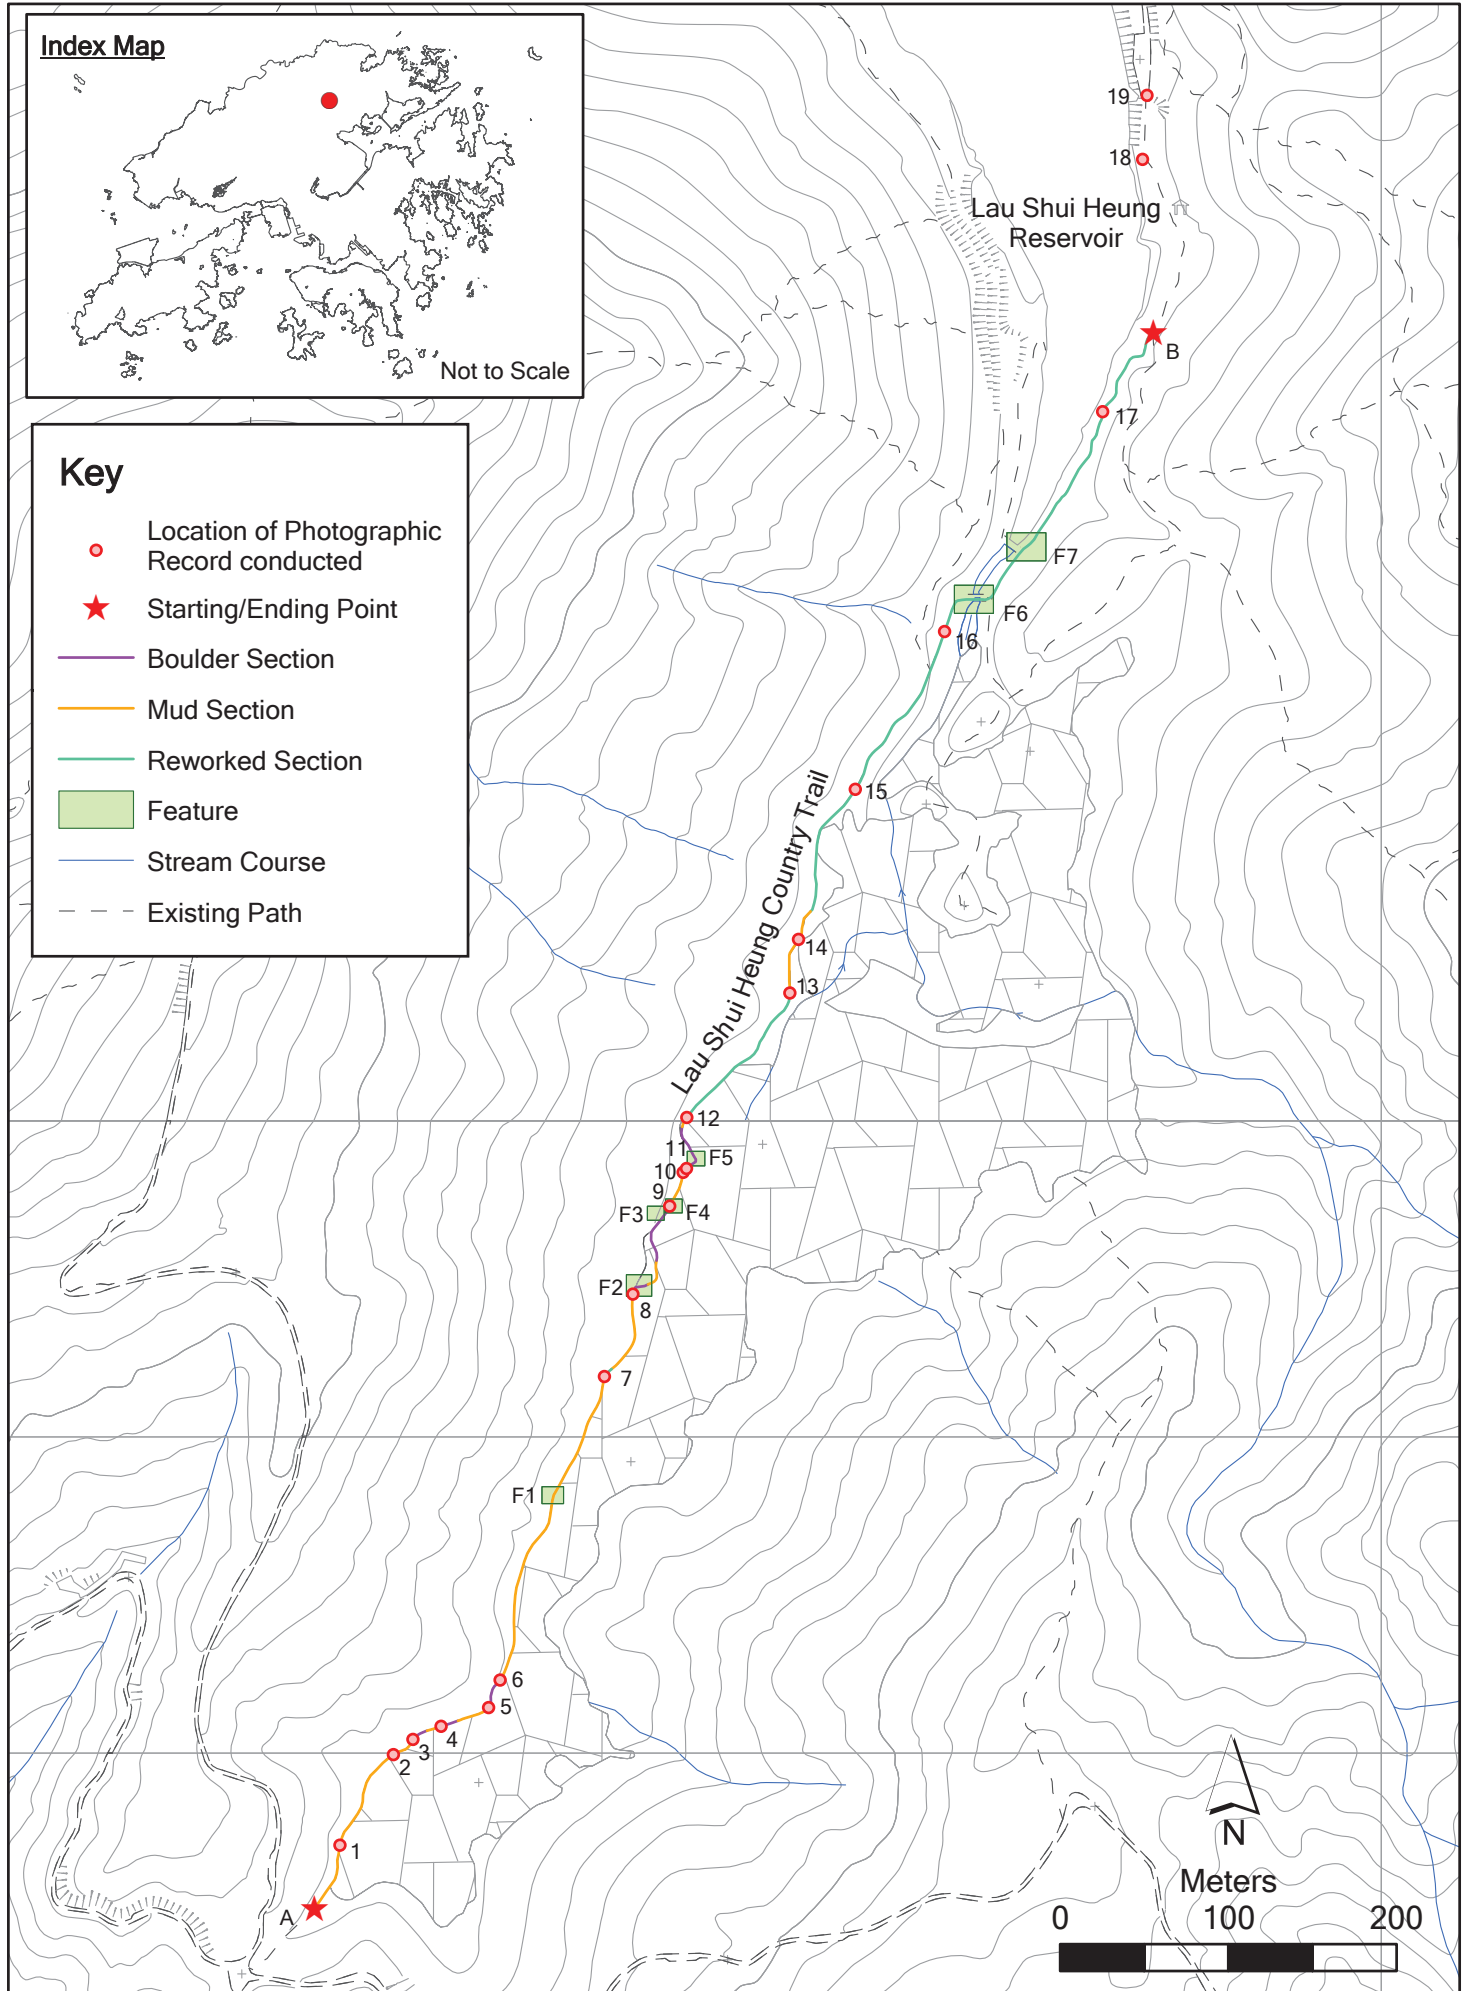 Index Map
Not to Scale
Key
Location of Photographic
Record conducted
Starting/Ending Point
Boulder Section
Mud Section
Reworked Section
Feature
Stream Course
Existing Path
19
18
Lau Shui Heung
Reservoir
B
17
F7
F6
16
15
Lau Shui Heung Country Trail
14
13
12
11
F5
10
9
F3
F4
F2
8
7
F1
6
5
4
3
2
1
A
N
Meters
0
100
200